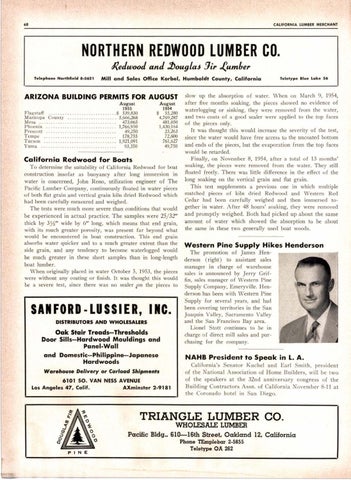 68
CALIFORNIA LUMBER MERCHANT
NORTHERN REDWOOD LUMBER CO.
Redwood and Douglas Fir Lumber
Telephone Northfield 8-5621
Mill and Sales Office Korbel, Humboldt County, California
Teletype Blue Lake 56
ARIZONA BUILDING PERMITS FOR AUGUST
August August
1955 1954
Flagstaff
Maricopa County
Mesa
Phoenix
Prescott
Tempe
Tucson
Yuma
California Redwood for Boats
To determine the suitability of California Redwood for boat
construction insofar as buoyancy after long immersion in
water is concerned, John Rouse, utilization engineer of The
Pacific Lumber Company, continuously floated in water pieces
of both flat grain and vertical grain kiln dried Redwood which
had been carefully measured and weighed.
The tests were much more severe than conditions that would
be experienced in actual practice. The samples were 25/32"
thick by 3½" wide by 6" long, which means that end grain,
with its much greater porosity, was present far beyond what
would be encountered in boat construction. This end grain
absorbs water quicker and to a much greater extent than the
side grain, and any tendency to become waterlogged would
be much greater in these short samples than in long-length
boat lumber.
When originally placed in water October 3, 1953, the pieces
were without any coating or finish. It was thought this would
be a severe test, since there was no sealer on the pieces to
slow up the absorption of water. When on March 9, 1954,
after five months soaking, the pieces showed no evidence of
waterlogging or sinking, they were removed from the water,
and two coats of a good sealer were applied to the top faces
of the pieces only.
It was thought this would increase the severity of the test,
since the water would have free access to the uncoated bottom
and ends of the pieces, but the evaporation from the top faces
would be retarded.
Finally, on November 8, 1954, after a total of 13 months'
soaking, the pieces were removed from the water. They still
floated freely. There was little difference in the effect of the
long soaking on the vertical grain and flat grain.
This test supplements a previous one in which multiple
matched pieces of kiln dried Redwood and Western Red
Cedar had been carefully weighed and then immersed to-
gether in water. After 48 hours' soaking, they were removed
and promptly weighed. Both had picked up about the same
amount of water which showed the absorption to be about
the same in these two generally used boat woods.
Western Pine Supply Hikes Henderson
The promotion of James Hen-
derson (right) to assistant sales
manager in charge of warehouse
sales is announced by Jerry Grif-
fin, sales manager of Western Pine
Supply Company, Emeryville. Hen-
derson has been with Western Pine
Supply for several years, and had
been covering territories in the San
Joaquin Valley, Sacramento Valley
and the San Francisco Bay area.
Lionel Stott continues to be in
charge of direct mill sales and pur-
chasing for the company.
NAHB President to Speak in L. A.
California's Senator Kuchel and Earl Smith, president
of the National Association of Home Builders, will be two
of the speakers at the 32nd anniversary congress of the
Building Contractors Assn. of California November 8-11 at
the Coronado hotel in San Diego.
SANFORD-LUSSIER, INC.
DISTRIBUTORS AND WHOLESALERS
Oak Stair Treads—Thresholds
Door Sills—Hardwood Mouldings and
Panel-Wall
and Domestic—Philippine—Japanese
Hardwoods
Warehouse Delivery or Carload Shipments
6101 SO. VAN NESS AVENUE
Los Angeles 47, Calif.
AXminster 2-9181
DOUGLAS FIR
REDWOOD
PINE
TRIANGLE LUMBER CO.
WHOLESALE LUMBER
Pacific Bldg., 610—16th Street, Oakland 12, California
Phone TEmplebar 2-5855
Teletype OA 262